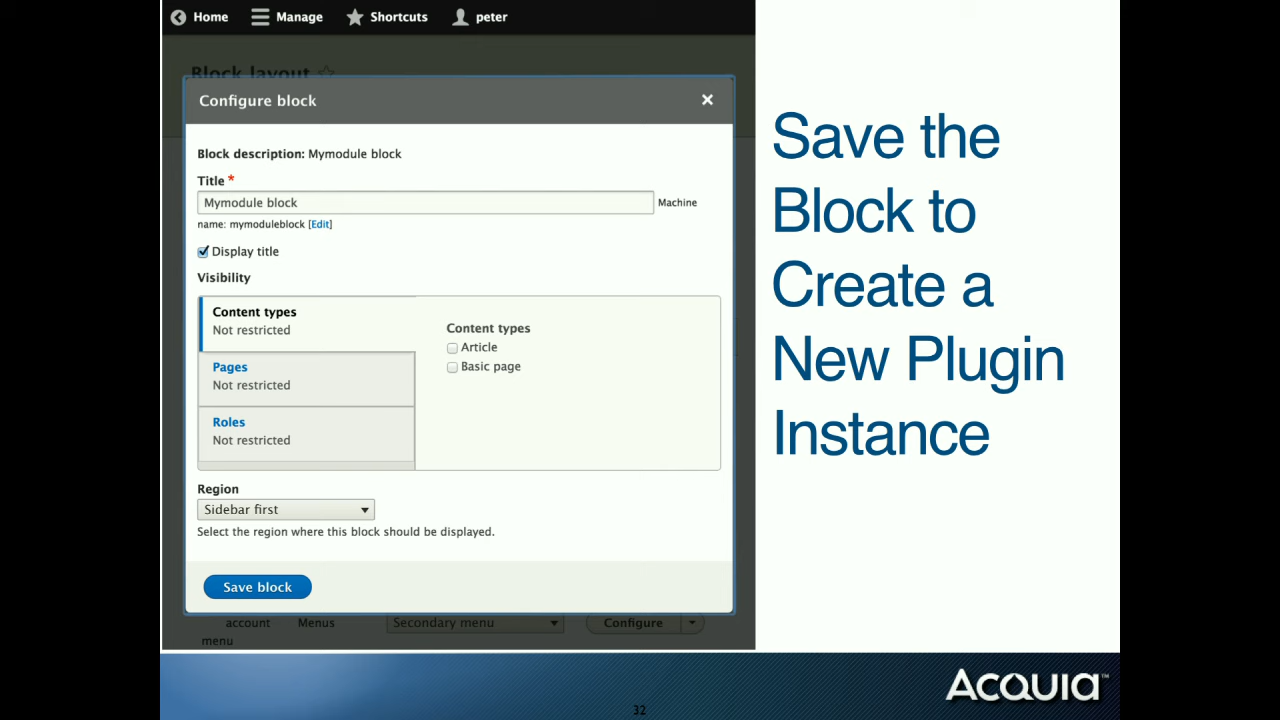 Home Manage Shortcuts peter
Block layout
Configure block
Block description: Mymodule block
Title *
Mymodule block Machine
name: mymoduleblock [Edit]
Display title
Visibility
Content types
Not restricted
Pages
Not restricted
Roles
Not restricted
Content types
Article
Basic page
Region
Sidebar first
Select the region where this block should be displayed.
Save block
account Menus Secondary menu Configure
menu
Save the
Block to
Create a
New Plugin
Instance
ACQUIA™
32